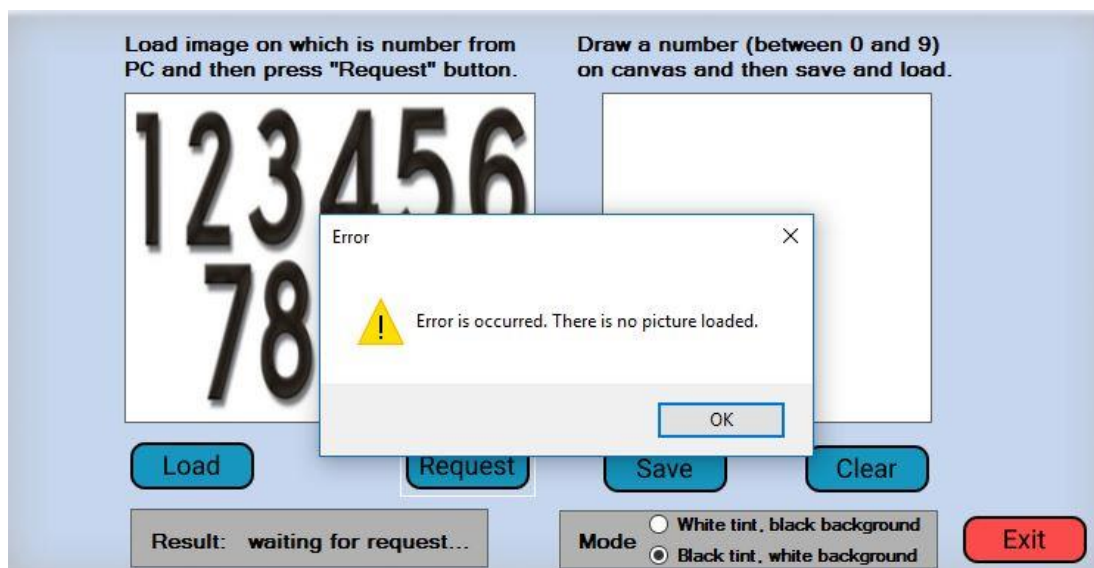 Load image on which is number from
PC and then press "Request" button.
Draw a number (between 0 and 9)
on canvas and then save and load.
123456
78
Error
Error is occurred. There is no picture loaded.
OK
Load
Request
Save
Clear
Result: waiting for request...
Mode
White tint, black background
Black tint, white background
Exit